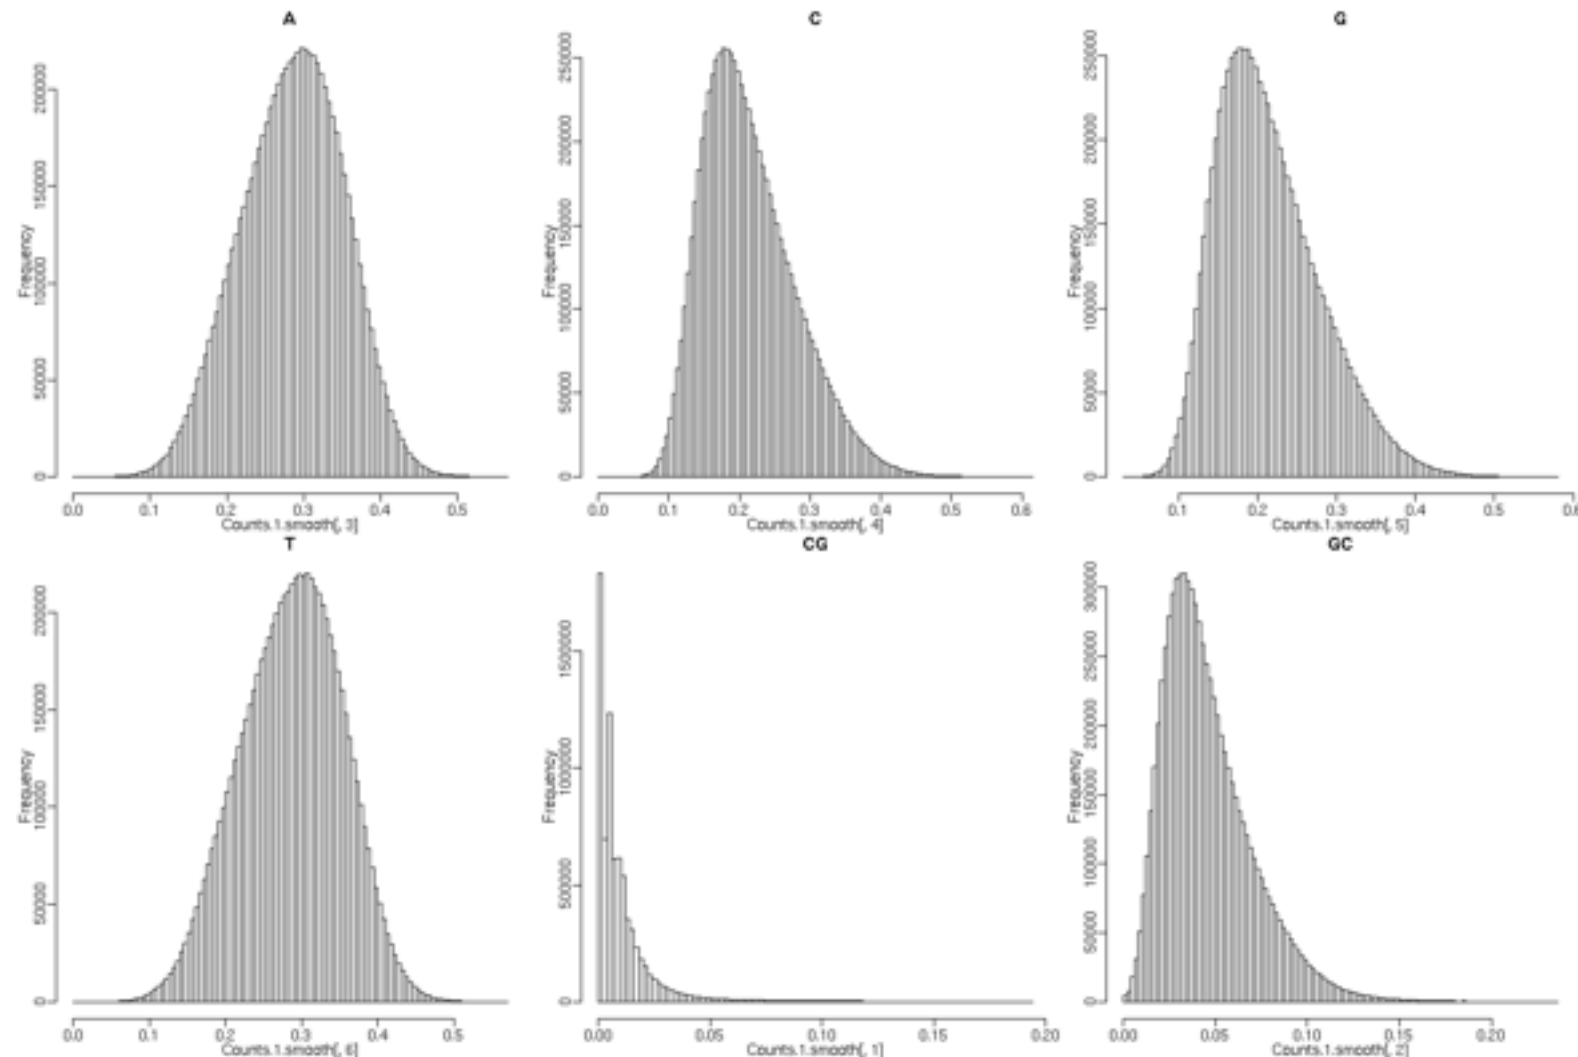 A
Frequency
0 50000 100000 150000 200000
0.0 0.1 0.2 0.3 0.4 0.5
Counts.1.smooth[, 3]
C
Frequency
0 50000 100000 150000 200000 250000
0.0 0.1 0.2 0.3 0.4 0.5 0.6
Counts.1.smooth[, 4]
G
Frequency
0 50000 100000 150000 200000 250000
0.1 0.2 0.3 0.4 0.5 0.6
Counts.1.smooth[, 5]
T
Frequency
0 50000 100000 150000 200000
0.0 0.1 0.2 0.3 0.4 0.5
Counts.1.smooth[, 6]
CG
Frequency
0 500000 1000000 1500000
0.00 0.05 0.10 0.15 0.20
Counts.1.smooth[, 1]
GC
Frequency
0 50000 100000 150000 200000 250000 300000
0.00 0.05 0.10 0.15 0.20
Counts.1.smooth[, 2]